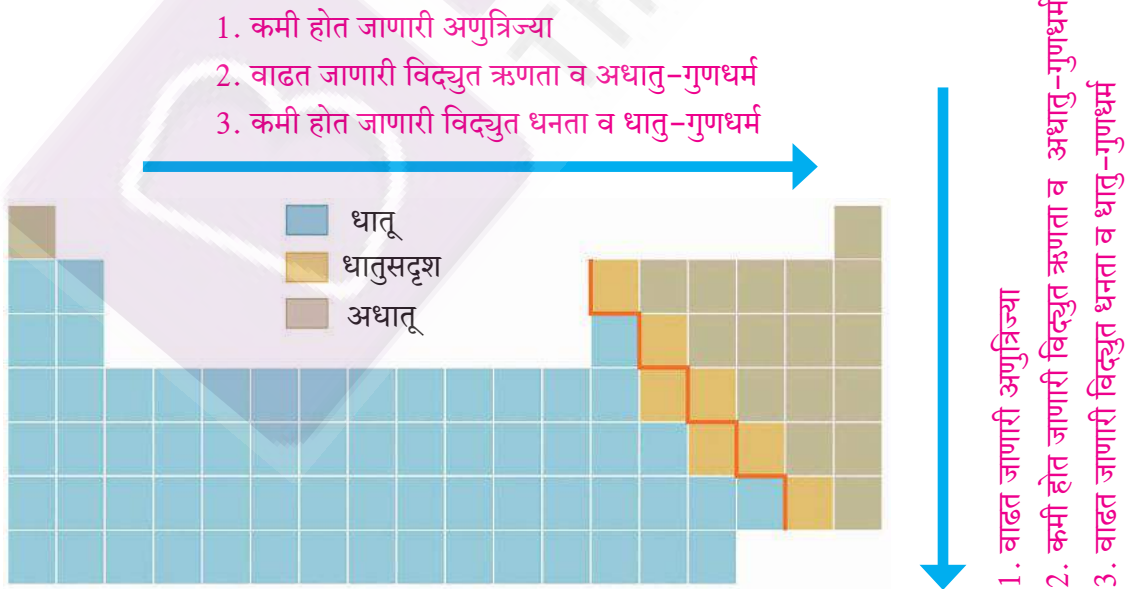 1. कमी होत जाणारी अणुत्रिज्या
2. वाढत जाणारी विद्युत ऋणता व अधातु-गुणधर्म
3. कमी होत जाणारी विद्युत धनता व धातु-गुणधर्म
धातू
धातुसदृश
अधातू
1. वाढत जाणारी अणुत्रिज्या
2. कमी होत जाणारी विद्युत ऋणता व अधातु-गुणधर्म
3. वाढत जाणारी विद्युत धनता व धातु-गुणधर्म